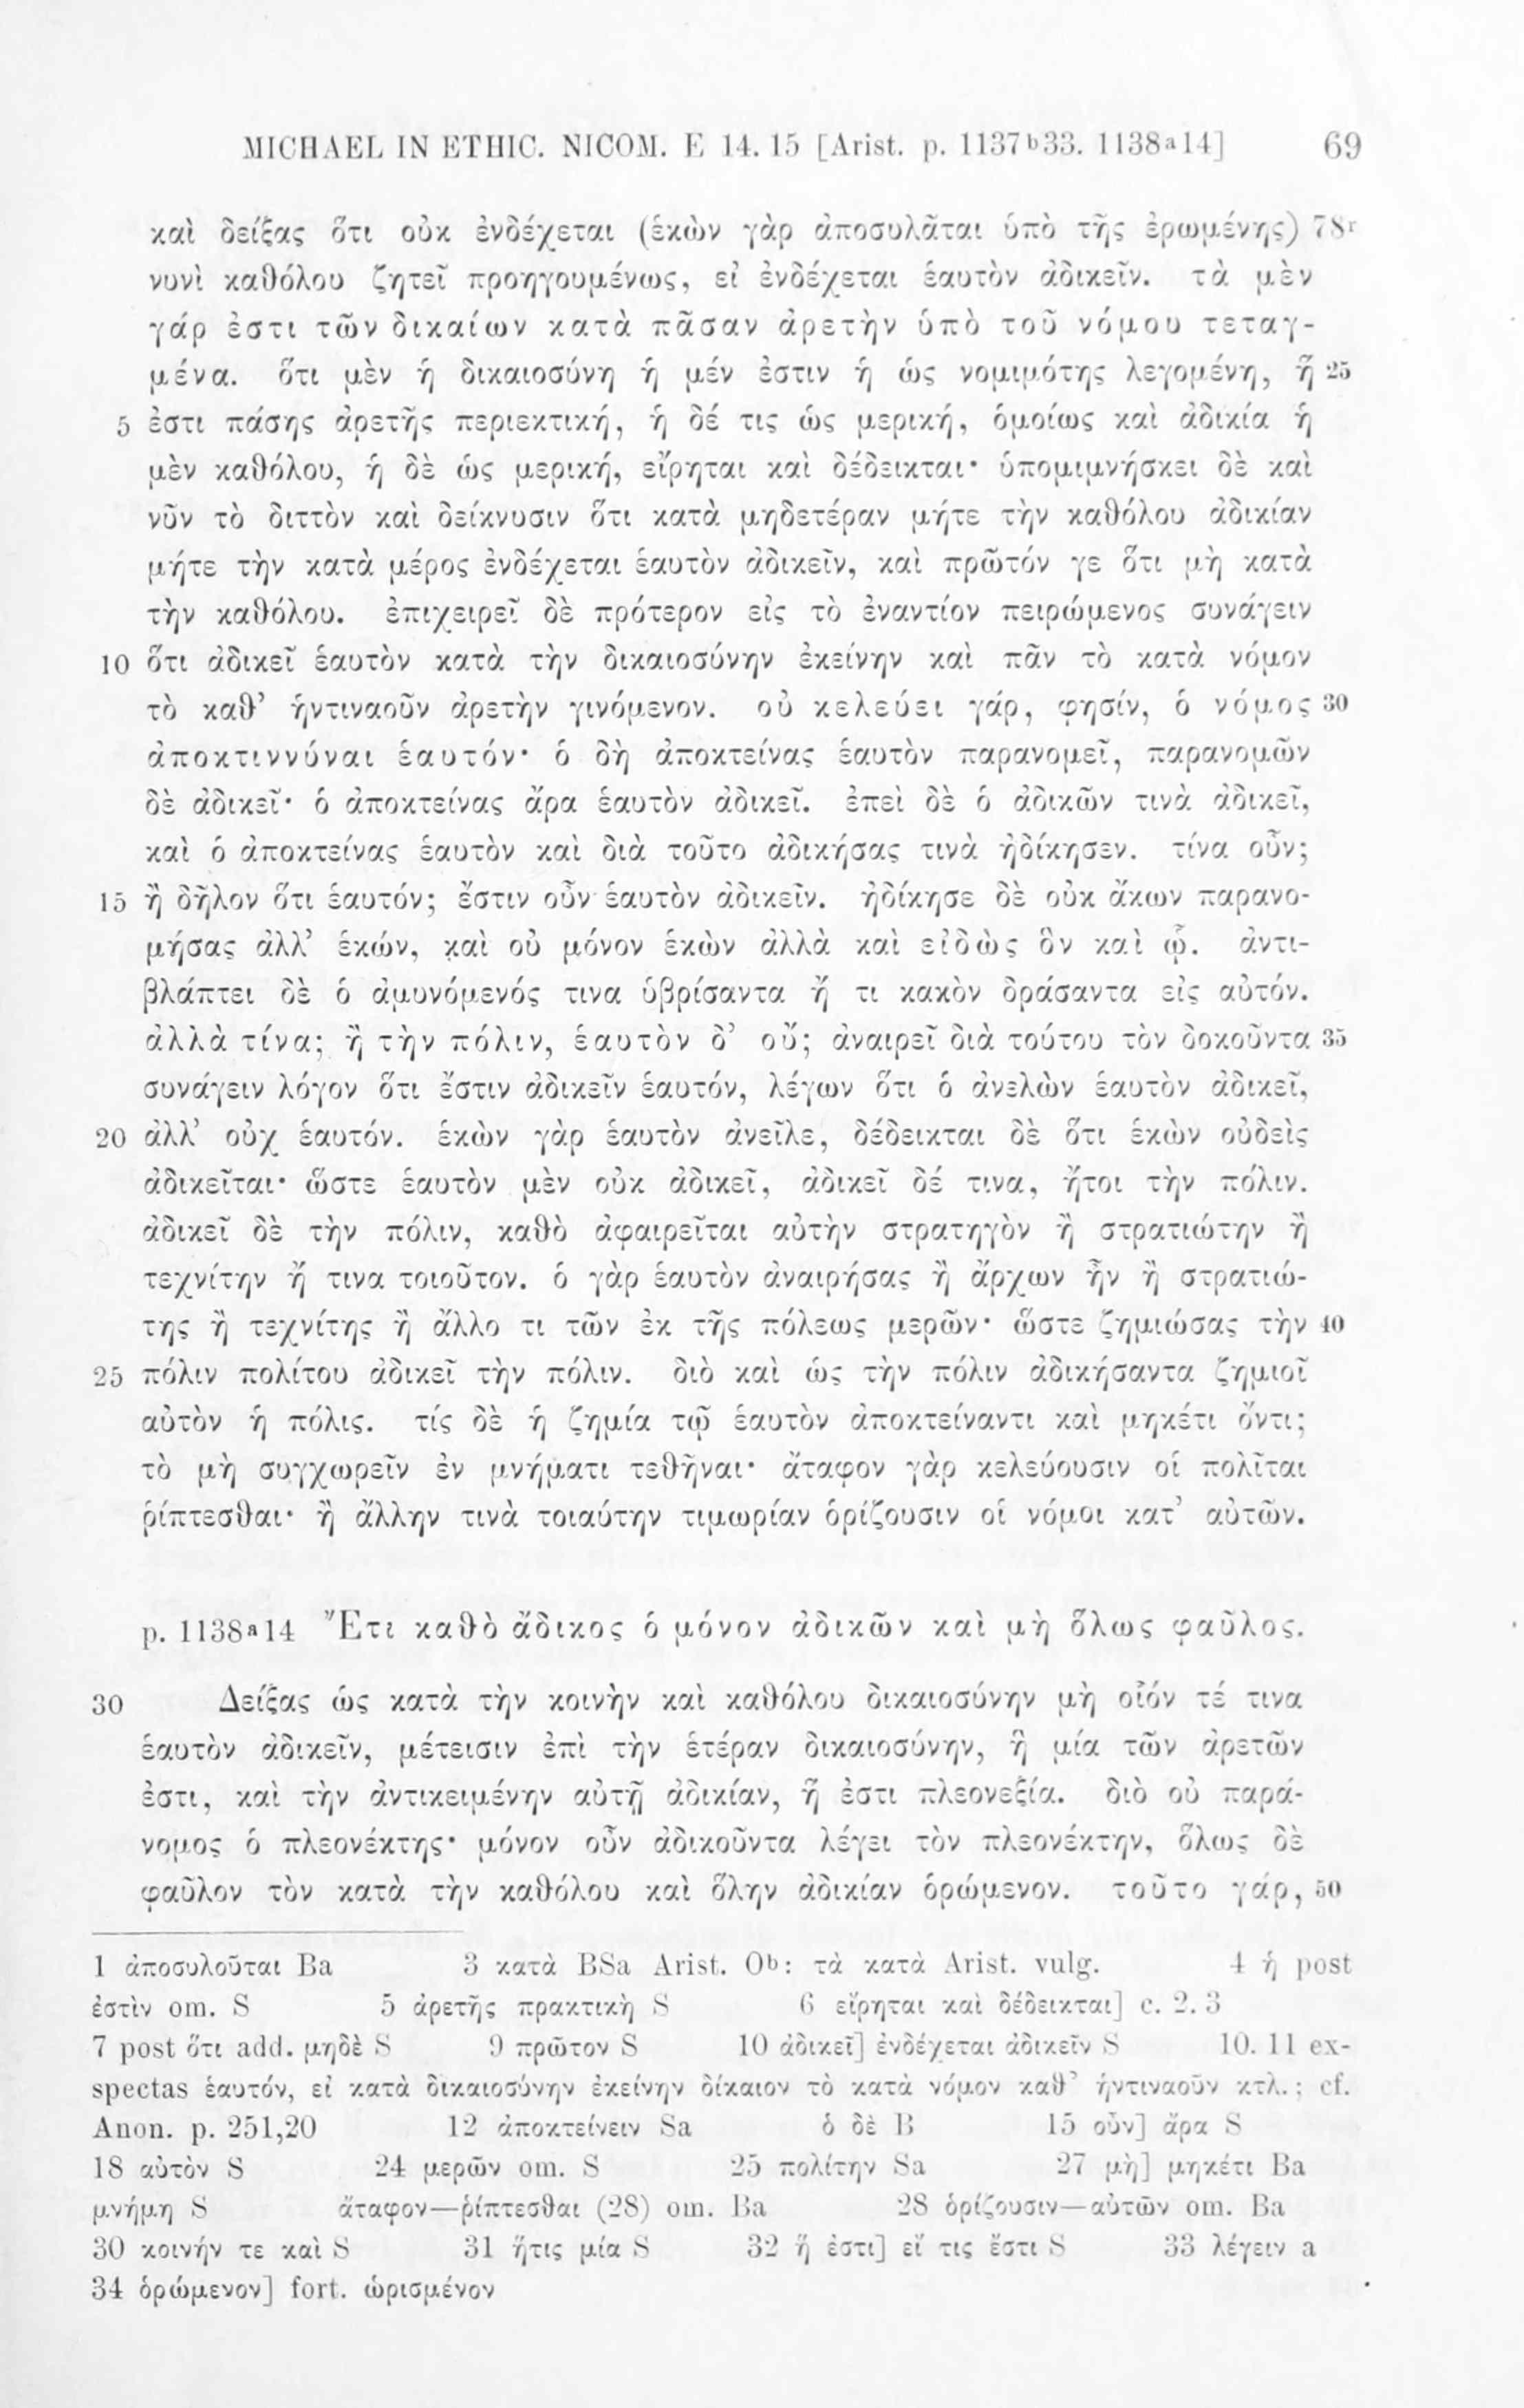 MICHAEL IN ETHIC. NICOM. E 14. 15 [Arist. p. 1137ᵇ33. 1138ᵃ14] 69
καὶ δείξας ὅτι οὐκ ἐνδέχεται (ἑκὼν γὰρ ἀποσυλᾶται ὑπὸ τῆς ἐρωμένης) 78ʳ
νυνὶ καθόλου ζητεῖ προηγουμένως, εἰ ἐνδέχεται ἑαυτὸν ἀδικεῖν. τὰ μὲν
γάρ ἐστι τῶν δικαίων κατὰ πᾶσαν ἀρετὴν ὑπὸ τοῦ νόμου τεταγ-
μένα. ὅτι μὲν ἡ δικαιοσύνη ἡ μέν ἐστιν ἡ ὡς νομιμότης λεγομένη, ἥ 25
5 ἐστι πάσης ἀρετῆς περιεκτική, ἡ δέ τις ὡς μερική, ὁμοίως καὶ ἀδικία ἡ
μὲν καθόλου, ἡ δὲ ὡς μερική, εἴρηται καὶ δέδεικται· ὑπομιμνήσκει δὲ καὶ
νῦν τὸ διττὸν καὶ δείκνυσιν ὅτι κατὰ μηδετέραν μήτε τὴν καθόλου ἀδικίαν
μήτε τὴν κατὰ μέρος ἐνδέχεται ἑαυτὸν ἀδικεῖν, καὶ πρῶτόν γε ὅτι μὴ κατὰ
τὴν καθόλου. ἐπιχειρεῖ δὲ πρότερον εἰς τὸ ἐναντίον πειρώμενος συνάγειν
10 ὅτι ἀδικεῖ ἑαυτὸν κατὰ τὴν δικαιοσύνην ἐκείνην καὶ πᾶν τὸ κατὰ νόμον
τὸ καθ’ ἡντιναοῦν ἀρετὴν γινόμενον. οὐ κελεύει γάρ, φησίν, ὁ νόμος 30
ἀποκτιννύναι ἑαυτόν· ὁ δὴ ἀποκτείνας ἑαυτὸν παρανομεῖ, παρανομῶν
δὲ ἀδικεῖ· ὁ ἀποκτείνας ἄρα ἑαυτὸν ἀδικεῖ. ἐπεὶ δὲ ὁ ἀδικῶν τινὰ ἀδικεῖ,
καὶ ὁ ἀποκτείνας ἑαυτὸν καὶ διὰ τοῦτο ἀδικήσας τινὰ ἠδίκησεν. τίνα οὖν;
15 ἢ δῆλον ὅτι ἑαυτόν; ἔστιν οὖν ἑαυτὸν ἀδικεῖν. ἠδίκησε δὲ οὐκ ἄκων παρανο-
μήσας ἀλλ’ ἑκών, καὶ οὐ μόνον ἑκὼν ἀλλὰ καὶ εἰδὼς ὃν καὶ ᾧ. ἀντι-
βλάπτει δὲ ὁ ἀμυνόμενός τινα ὑβρίσαντα ἤ τι κακὸν δράσαντα εἰς αὐτόν.
ἀλλὰ τίνα; ἢ τὴν πόλιν, ἑαυτὸν δ’ οὔ; ἀναιρεῖ διὰ τούτου τὸν δοκοῦντα 35
συνάγειν λόγον ὅτι ἔστιν ἀδικεῖν ἑαυτόν, λέγων ὅτι ὁ ἀνελὼν ἑαυτὸν ἀδικεῖ,
20 ἀλλ’ οὐχ ἑαυτόν. ἑκὼν γὰρ ἑαυτὸν ἀνεῖλε, δέδεικται δὲ ὅτι ἑκὼν οὐδεὶς
ἀδικεῖται· ὥστε ἑαυτὸν μὲν οὐκ ἀδικεῖ, ἀδικεῖ δέ τινα, ἤτοι τὴν πόλιν.
ἀδικεῖ δὲ τὴν πόλιν, καθὸ ἀφαιρεῖται αὐτὴν στρατηγὸν ἢ στρατιώτην ἢ
τεχνίτην ἤ τινα τοιοῦτον. ὁ γὰρ ἑαυτὸν ἀναιρήσας ἢ ἄρχων ἦν ἢ στρατιώ-
της ἢ τεχνίτης ἢ ἄλλο τι τῶν ἐκ τῆς πόλεως μερῶν· ὥστε ζημιώσας τὴν 40
25 πόλιν πολίτου ἀδικεῖ τὴν πόλιν. διὸ καὶ ὡς τὴν πόλιν ἀδικήσαντα ζημιοῖ
αὐτὸν ἡ πόλις. τίς δὲ ἡ ζημία τῷ ἑαυτὸν ἀποκτείναντι καὶ μηκέτι ὄντι;
τὸ μὴ συγχωρεῖν ἐν μνήματι τεθῆναι· ἄταφον γὰρ κελεύουσιν οἱ πολῖται
ῥίπτεσθαι· ἢ ἄλλην τινὰ τοιαύτην τιμωρίαν ὁρίζουσιν οἱ νόμοι κατ’ αὐτῶν.
p. 1138ᵃ14 Ἔτι καθὸ ἄδικος ὁ μόνον ἀδικῶν καὶ μὴ ὅλως φαῦλος.
30 Δείξας ὡς κατὰ τὴν κοινὴν καὶ καθόλου δικαιοσύνην μὴ οἷόν τέ τινα
ἑαυτὸν ἀδικεῖν, μέτεισιν ἐπὶ τὴν ἑτέραν δικαιοσύνην, ἣ μία τῶν ἀρετῶν
ἐστι, καὶ τὴν ἀντικειμένην αὐτῇ ἀδικίαν, ἥ ἐστι πλεονεξία. διὸ οὐ παρά-
νομος ὁ πλεονέκτης· μόνον οὖν ἀδικοῦντα λέγει τὸν πλεονέκτην, ὅλως δὲ
φαῦλον τὸν κατὰ τὴν καθόλου καὶ ὅλην ἀδικίαν ὁρώμενον. τοῦτο γάρ, 50
1 ἀποσυλοῦται Ba 3 κατὰ BSa Arist. Oᵇ: τὰ κατὰ Arist. vulg. 4 ἡ post
ἐστὶν om. S 5 ἀρετῆς πρακτικὴ S 6 εἴρηται καὶ δέδεικται] c. 2. 3
7 post ὅτι add. μηδὲ S 9 πρῶτον S 10 ἀδικεῖ] ἐνδέχεται ἀδικεῖν S 10. 11 ex-
spectas ἑαυτόν, εἰ κατὰ δικαιοσύνην ἐκείνην δίκαιον τὸ κατὰ νόμον καθ’ ἡντιναοῦν κτλ.; cf.
Anon. p. 251,20 12 ἀποκτείνειν Sa ὁ δὲ B 15 οὖν] ἄρα S
18 αὐτὸν S 24 μερῶν om. S 25 πολίτην Sa 27 μὴ] μηκέτι Ba
μνήμη S ἄταφον—ῥίπτεσθαι (28) om. Ba 28 ὁρίζουσιν—αὐτῶν om. Ba
30 κοινήν τε καὶ S 31 ἥτις μία S 32 ἥ ἐστι] εἴ τις ἔστι S 33 λέγειν a
34 ὁρώμενον] fort. ὡρισμένον